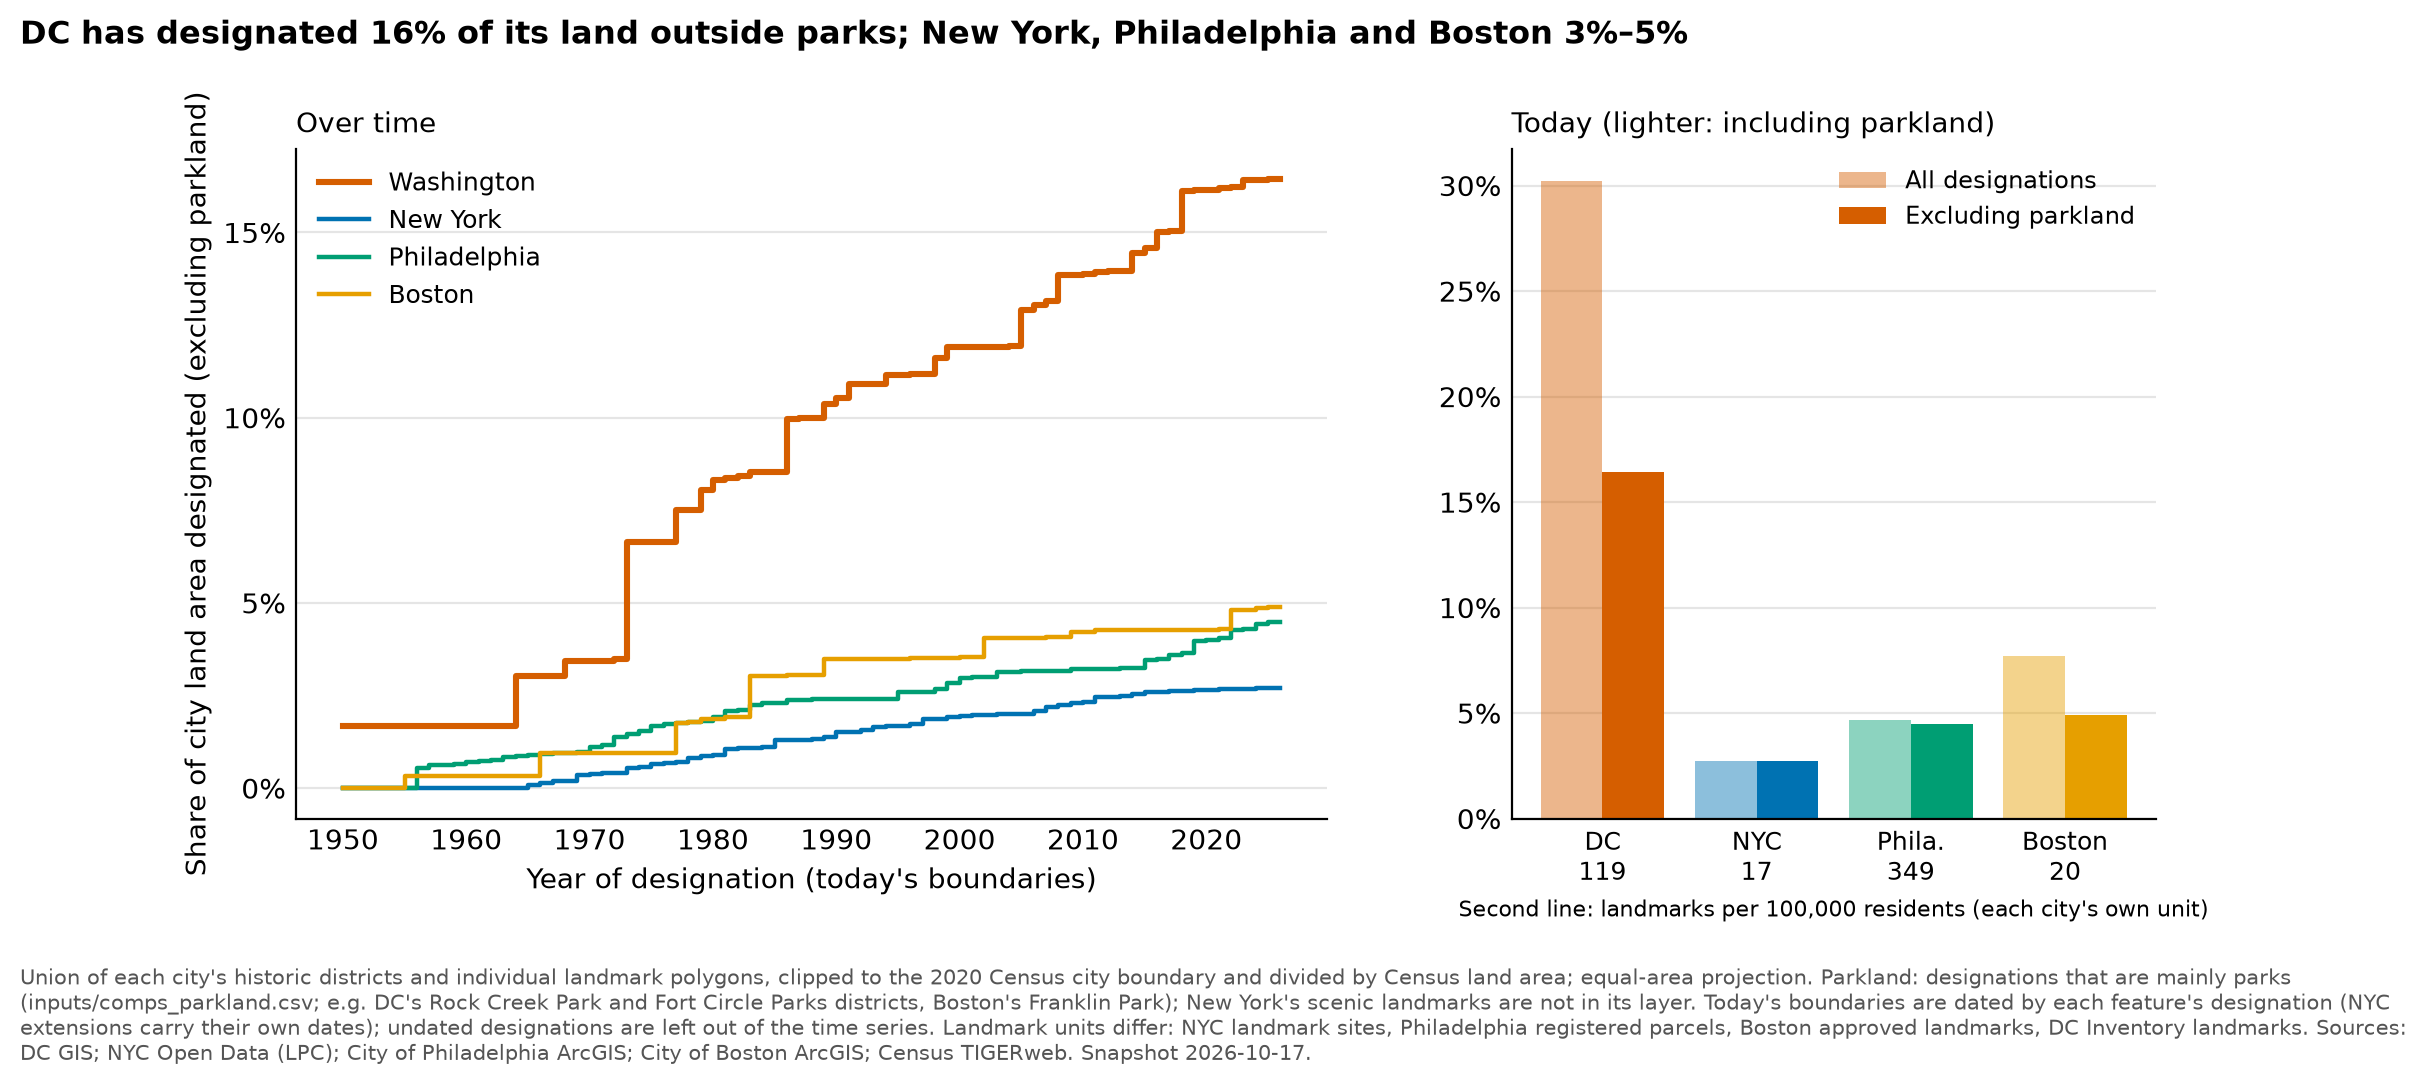 DC has designated 16% of its land outside parks; New York, Philadelphia and Boston 3%–5%
Share of city land area designated (excluding parkland)
Over time
Washington
New York
Philadelphia
Boston
15%
10%
5%
0%
1950 1960 1970 1980 1990 2000 2010 2020
Year of designation (today's boundaries)
Today (lighter: including parkland)
All designations
Excluding parkland
30%
25%
20%
15%
10%
5%
0%
DC NYC Phila. Boston
119 17 349 20
Second line: landmarks per 100,000 residents (each city's own unit)
Union of each city's historic districts and individual landmark polygons, clipped to the 2020 Census city boundary and divided by Census land area; equal-area projection. Parkland: designations that are mainly parks
(inputs/comps_parkland.csv; e.g. DC's Rock Creek Park and Fort Circle Parks districts, Boston's Franklin Park); New York's scenic landmarks are not in its layer. Today's boundaries are dated by each feature's designation (NYC
extensions carry their own dates); undated designations are left out of the time series. Landmark units differ: NYC landmark sites, Philadelphia registered parcels, Boston approved landmarks, DC Inventory landmarks. Sources:
DC GIS; NYC Open Data (LPC); City of Philadelphia ArcGIS; City of Boston ArcGIS; Census TIGERweb. Snapshot 2026-10-17.